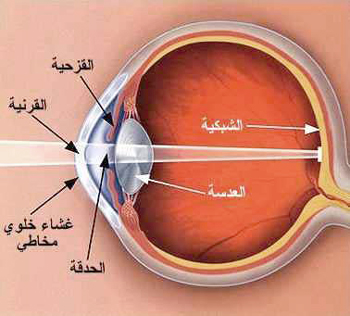 القزحية
القرنية
الشبكية
العدسة
غشاء خلوي
مخاطي
الحدقة